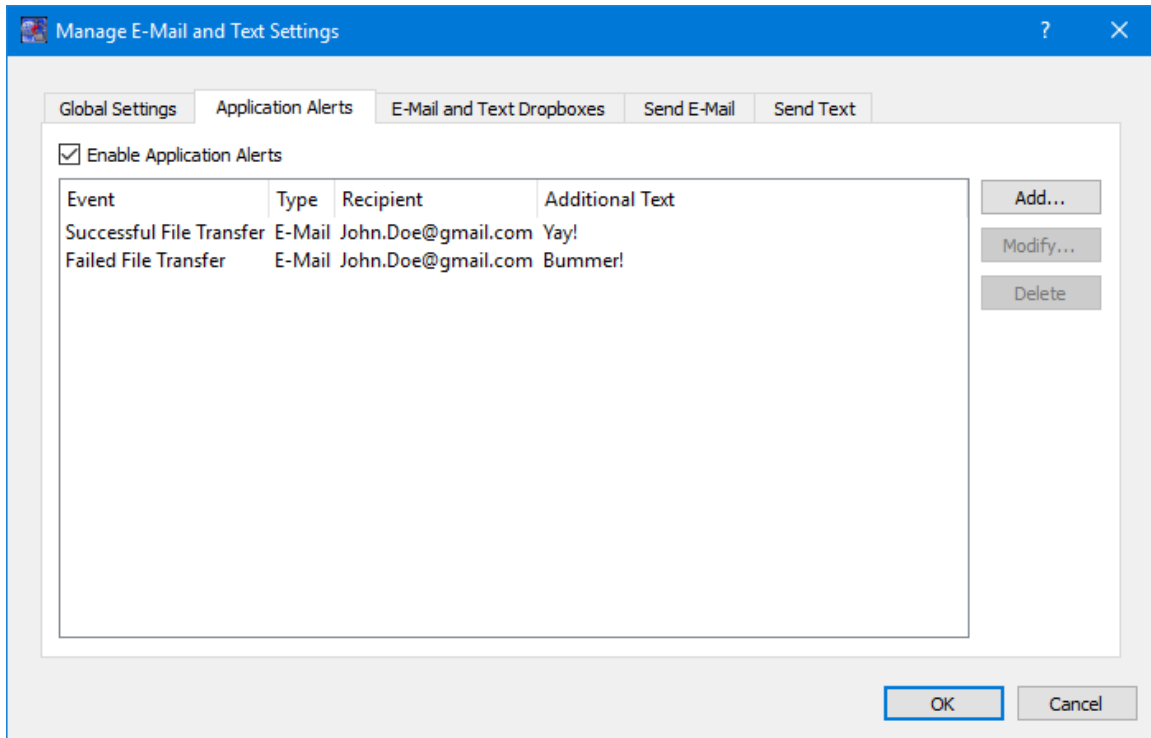 Manage E-Mail and Text Settings ?
Global Settings Application Alerts E-Mail and Text Dropboxes Send E-Mail Send Text
Enable Application Alerts
Event Type Recipient Additional Text Add...
Successful File Transfer E-Mail John.Doe@gmail.com Yay!
Modify...
Failed File Transfer E-Mail John.Doe@gmail.com Bummer!
Delete
OK Cancel